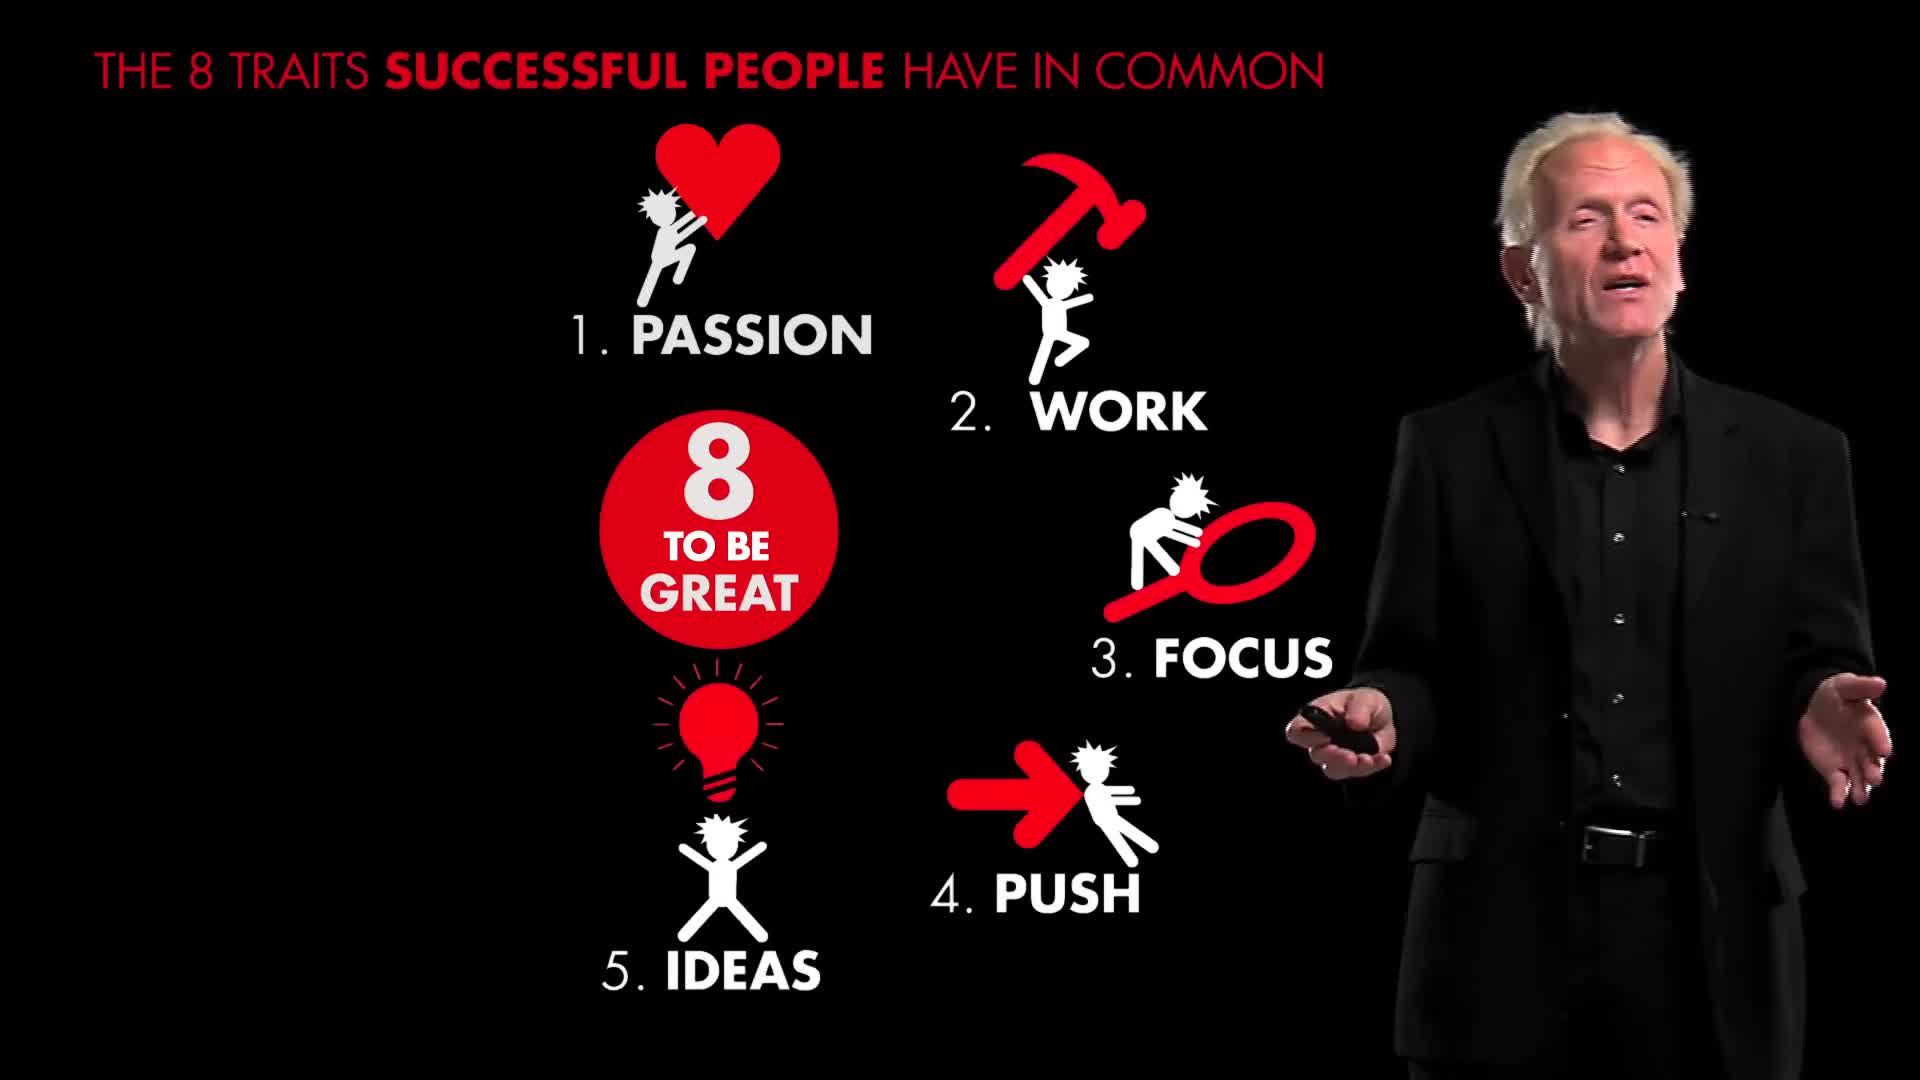 THE 8 TRAITS SUCCESSFUL PEOPLE HAVE IN COMMON
1. PASSION
2. WORK
8
TO BE
GREAT
3. FOCUS
4. PUSH
5. IDEAS